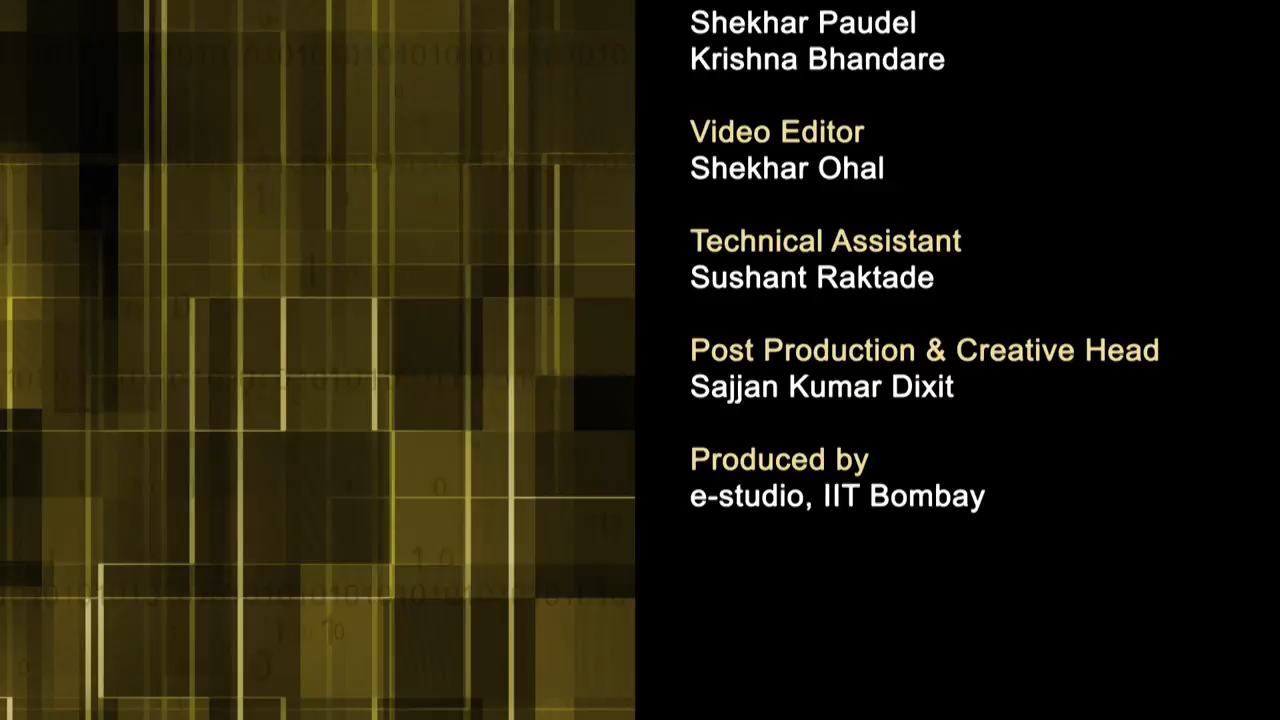 Shekhar Paudel
Krishna Bhandare
Video Editor
Shekhar Ohal
Technical Assistant
Sushant Raktade
Post Production & Creative Head
Sajjan Kumar Dixit
Produced by
e-studio, IIT Bombay